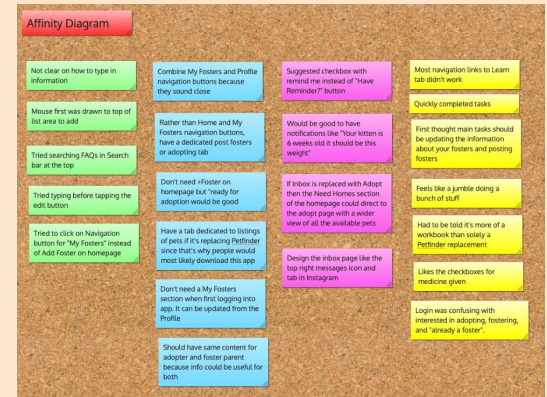 Affinity Diagram
Not clear on how to type in
information
Mouse first was drawn to top of
list area to add
Tried searching FAQs in Search
bar at the top
Tried typing before tapping the
edit button
Tried to click on Navigation
button for "My Fosters" instead
of Add Foster on homepage
Combine My Fosters and Profile
navigation buttons because
they sound close
Rather than Home and My
Fosters navigation buttons,
have a dedicated post fosters
or adopting tab
Don't need +Foster on
homepage but "ready for
adoption would be good
Have a tab dedicated to listings
of pets if it's replacing Petfinder
since that's why people would
most likely download this app
Don't need a My Fosters
section when first logging into
app. It can be updated from the
Profile
Should have same content for
adopter and foster parent
because info could be useful for
both
Suggested checkbox with
remind me instead of "Have
Reminder?" button
Would be good to have
notifications like "Your kitten is
6 weeks old it should be this
weight"
If Inbox is replaced with Adopt
then the Need Homes section
of the homepage could direct to
the adopt page with a wider
view of all the available pets
Design the inbox page like the
top right messages icon and
tab in Instagram
Most navigation links to Learn
tab didn't work
Quickly completed tasks
First thought main tasks should
be updating the information
about your fosters and posting
fosters
Feels like a jumble doing a
bunch of stuff
Had to be told it's more of a
workbook than solely a
Petfinder replacement
Likes the checkboxes for
medicine given
Login was confusing with
interested in adopting, fostering,
and "already a foster".